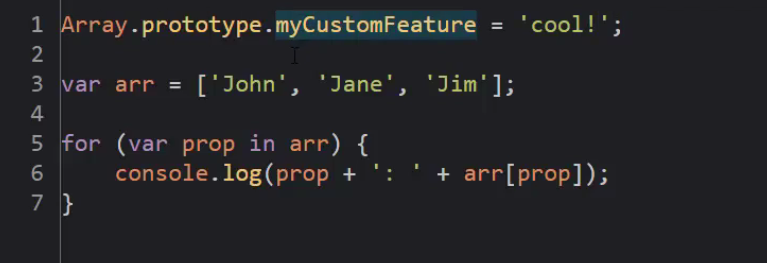 1 Array.prototype.myCustomFeature = 'cool!';
2
3 var arr = ['John', 'Jane', 'Jim'];
4
5 for (var prop in arr) {
6     console.log(prop + ': ' + arr[prop]);
7 }